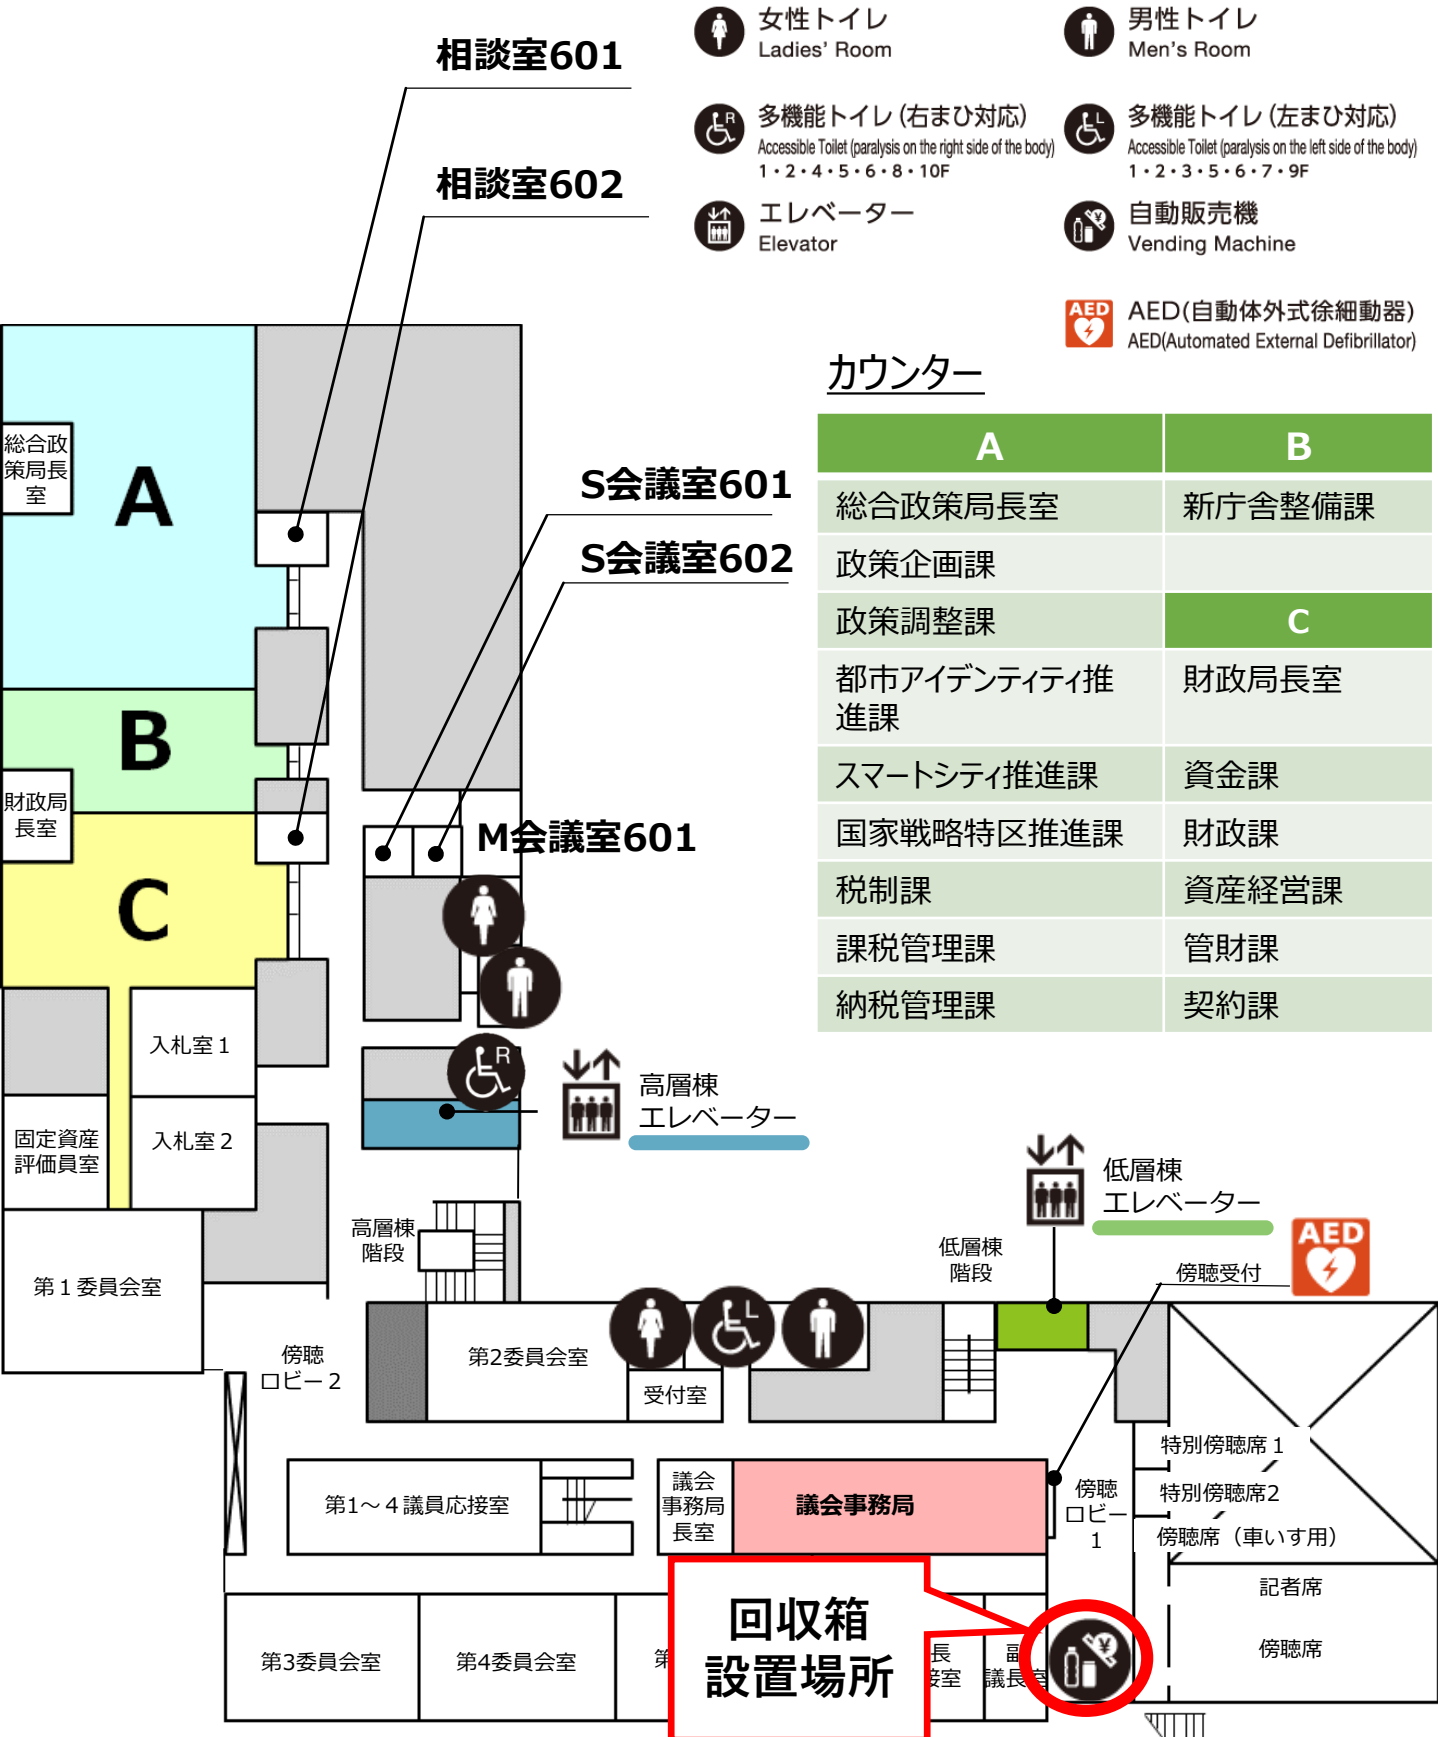 女性トイレ
Ladies' Room
男性トイレ
Men's Room
多機能トイレ(右まひ対応)
Accessible Toilet (paralysis on the right side of the body)
1・2・4・5・6・8・10F
多機能トイレ(左まひ対応)
Accessible Toilet (paralysis on the left side of the body)
1・2・3・5・6・7・9F
エレベーター
Elevator
自動販売機
Vending Machine
AED
AED(自動体外式徐細動器)
AED(Automated External Defibrillator)
相談室601
相談室602
S会議室601
S会議室602
M会議室601
カウンター
A
B
総合政策局長室
新庁舎整備課
政策企画課
政策調整課
C
都市アイデンティティ推
進課
財政局長室
スマートシティ推進課
資金課
国家戦略特区推進課
財政課
税制課
資産経営課
課税管理課
管財課
納税管理課
契約課
総合政
策局長
室
A
B
財政局
長室
C
入札室1
入札室2
固定資産
評価員室
第1委員会室
R
高層棟
エレベーター
高層棟
階段
低層棟
エレベーター
低層棟
階段
傍聴受付
AED
傍聴
ロビー2
第2委員会室
L
受付室
第1～4議員応接室
議会
事務局
長室
議会事務局
傍聴
ロビー
1
特別傍聴席1
特別傍聴席2
傍聴席（車いす用）
記者席
傍聴席
第3委員会室
第4委員会室
第
回収箱
設置場所
長
接室
副
議長室